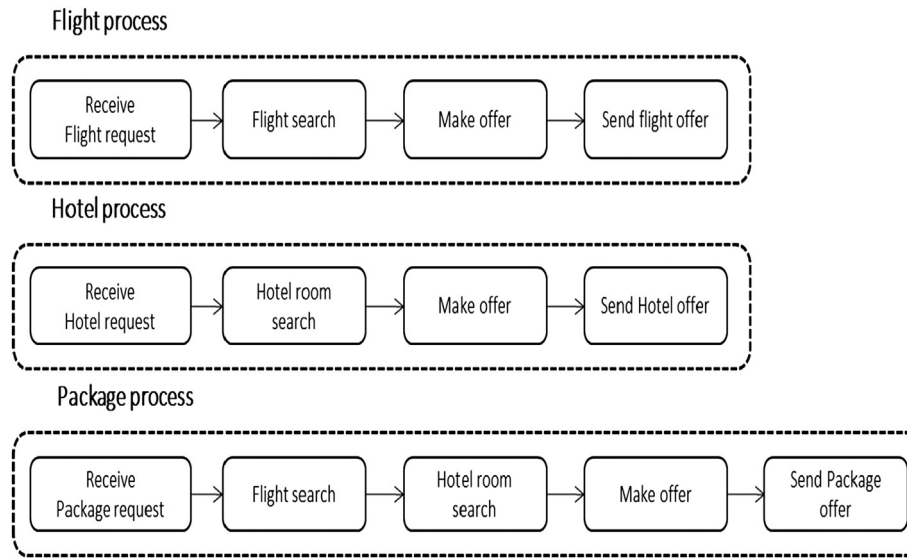 Flight process
Receive
Flight request
Flight search
Make offer
Send flight offer
Hotel process
Receive
Hotel request
Hotel room
search
Make offer
Send Hotel offer
Package process
Receive
Package request
Flight search
Hotel room
search
Make offer
Send Package
offer